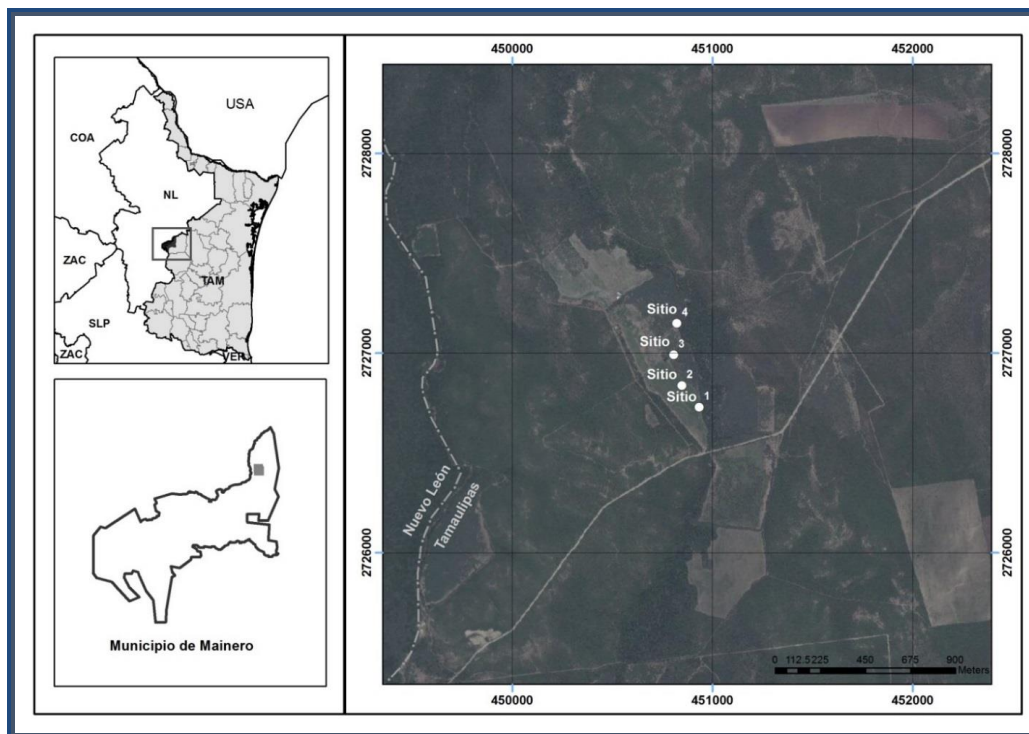 USA
COA
NL
ZAC
TAM
SLP
ZAC
VER
Municipio de Mainero
450000
451000
452000
2728000
2728000
2727000
2727000
2726000
2726000
Sitio 4
Sitio 3
Sitio 2
Sitio 1
Nuevo León
Tamaulipas
0 112.5 225 450 675 900
Meters
450000
451000
452000